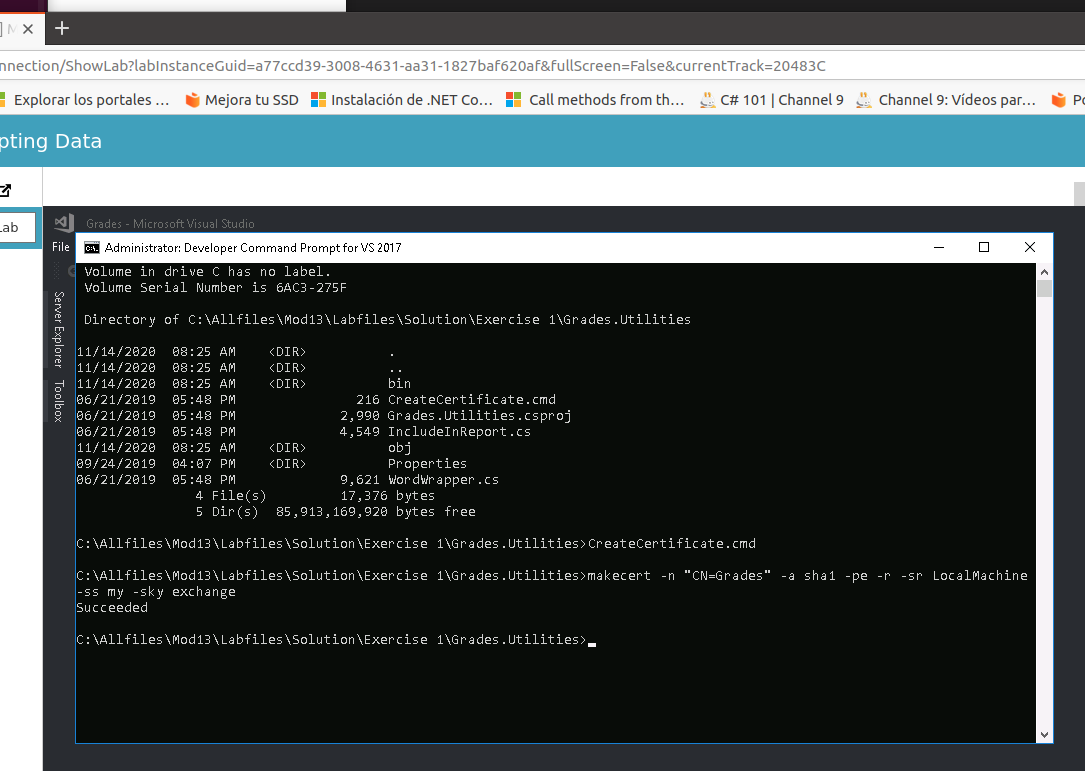 nnection/ShowLab?labInstanceGuid=a77ccd39-3008-4631-aa31-1827baf620af&fullScreen=False&currentTrack=20483C
Explorar los portales ... Mejora tu SSD Instalación de .NET Co... Call methods from th... C# 101 | Channel 9 Channel 9: Vídeos par...
pting Data
Lab
Grades - Microsoft Visual Studio
File
Administrator: Developer Command Prompt for VS 2017
Server Explorer
Toolbox
Volume in drive C has no label.
Volume Serial Number is 6AC3-275F
Directory of C:\Allfiles\Mod13\Labfiles\Solution\Exercise 1\Grades.Utilities
11/14/2020  08:25 AM    <DIR>          .
11/14/2020  08:25 AM    <DIR>          ..
11/14/2020  08:25 AM    <DIR>          bin
06/21/2019  05:48 PM               216 CreateCertificate.cmd
06/21/2019  05:48 PM             2,990 Grades.Utilities.csproj
06/21/2019  05:48 PM             4,549 IncludeInReport.cs
11/14/2020  08:25 AM    <DIR>          obj
09/24/2019  04:07 PM    <DIR>          Properties
06/21/2019  05:48 PM             9,621 WordWrapper.cs
4 File(s)         17,376 bytes
5 Dir(s)  85,913,169,920 bytes free
C:\Allfiles\Mod13\Labfiles\Solution\Exercise 1\Grades.Utilities>CreateCertificate.cmd
C:\Allfiles\Mod13\Labfiles\Solution\Exercise 1\Grades.Utilities>makecert -n "CN=Grades" -a sha1 -pe -r -sr LocalMachine
-ss my -sky exchange
Succeeded
C:\Allfiles\Mod13\Labfiles\Solution\Exercise 1\Grades.Utilities>